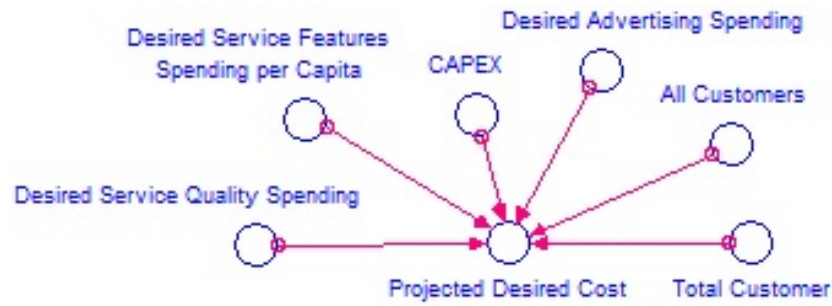 Desired Advertising Spending
Desired Service Features
Spending per Capita
CAPEX
All Customers
Desired Service Quality Spending
Projected Desired Cost
Total Customer